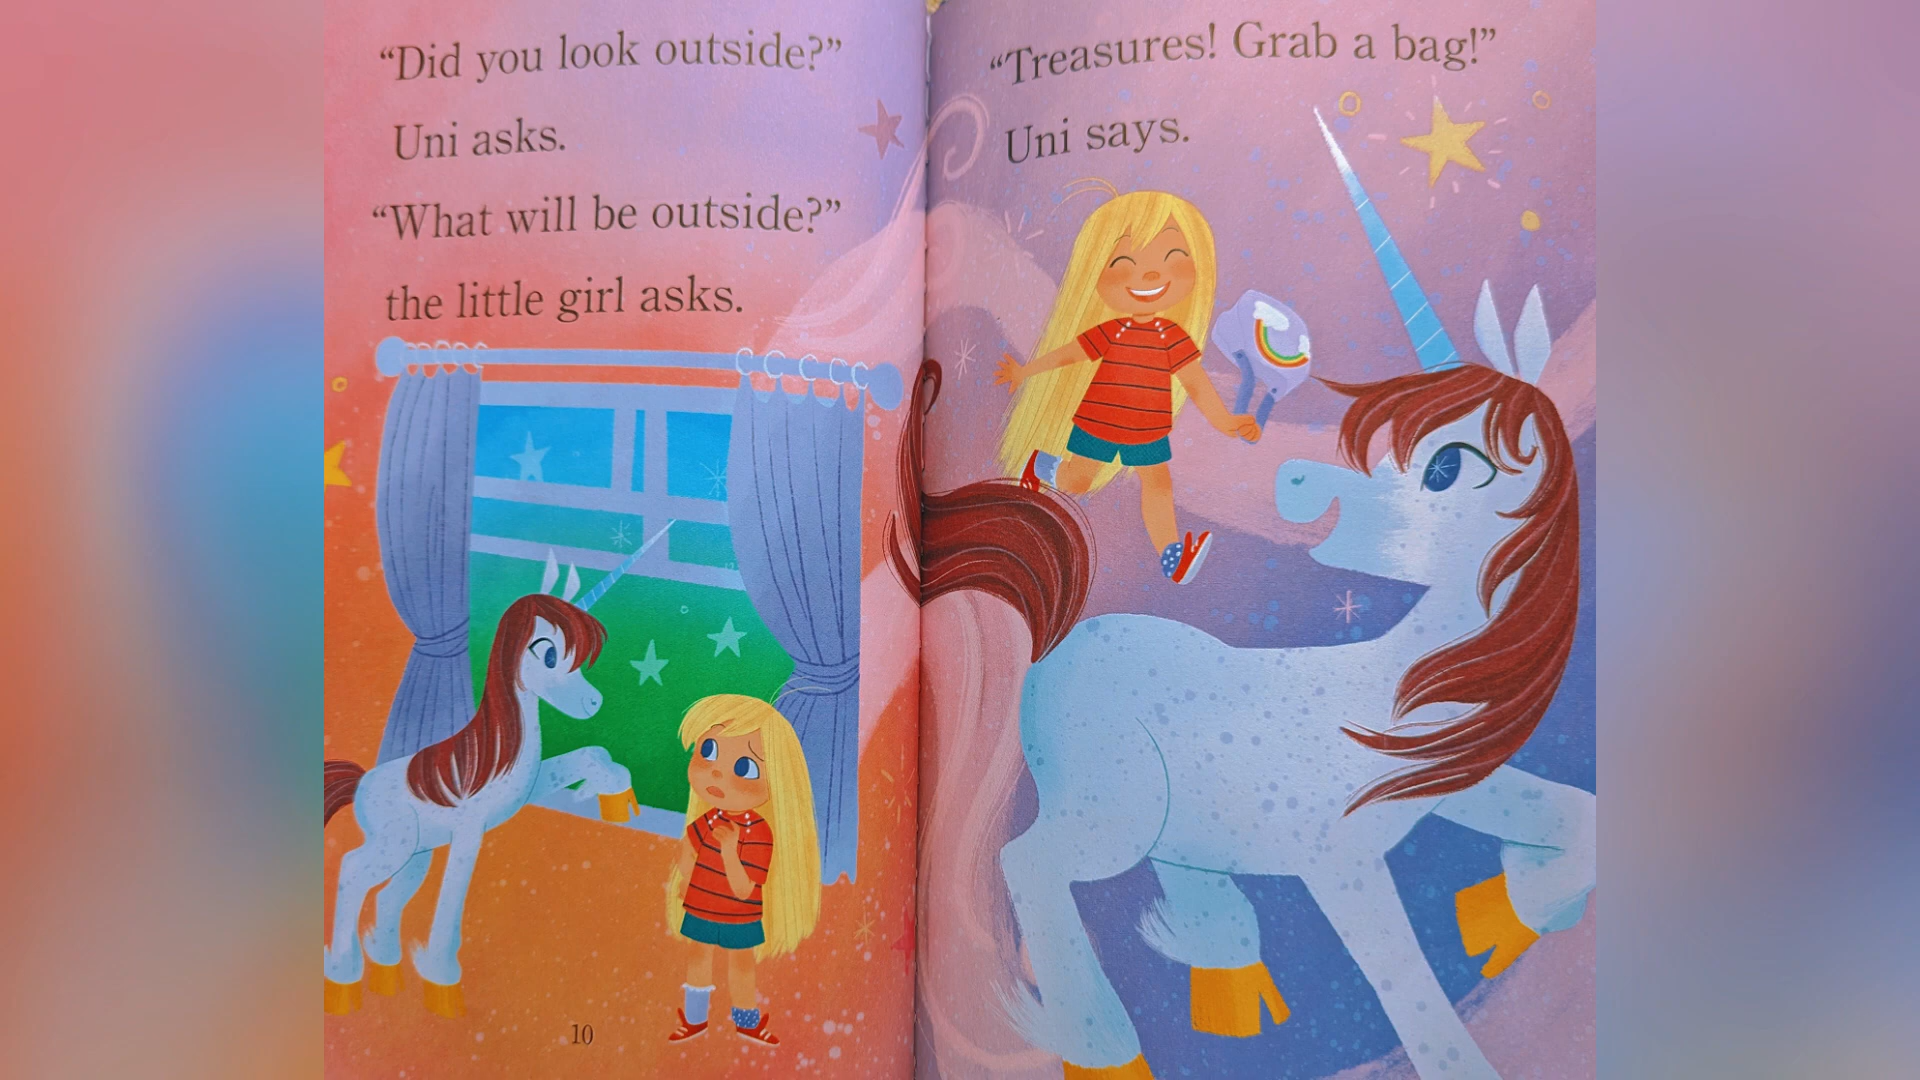 “Did you look outside?”
Uni asks.
“What will be outside?”
the little girl asks.
10
“Treasures! Grab a bag!”
Uni says.